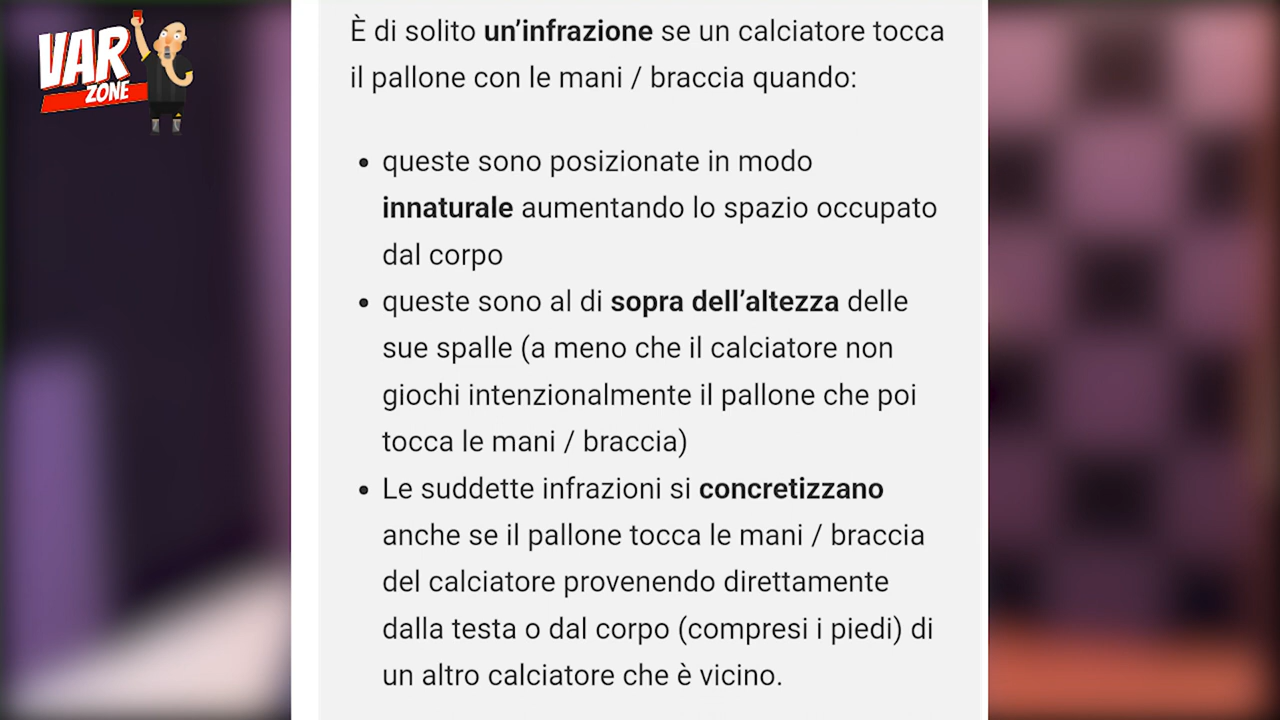 VAR
ZONE
È di solito un’infrazione se un calciatore tocca
il pallone con le mani / braccia quando:
• queste sono posizionate in modo
innaturale aumentando lo spazio occupato
dal corpo
• queste sono al di sopra dell’altezza delle
sue spalle (a meno che il calciatore non
giochi intenzionalmente il pallone che poi
tocca le mani / braccia)
• Le suddette infrazioni si concretizzano
anche se il pallone tocca le mani / braccia
del calciatore provenendo direttamente
dalla testa o dal corpo (compresi i piedi) di
un altro calciatore che è vicino.